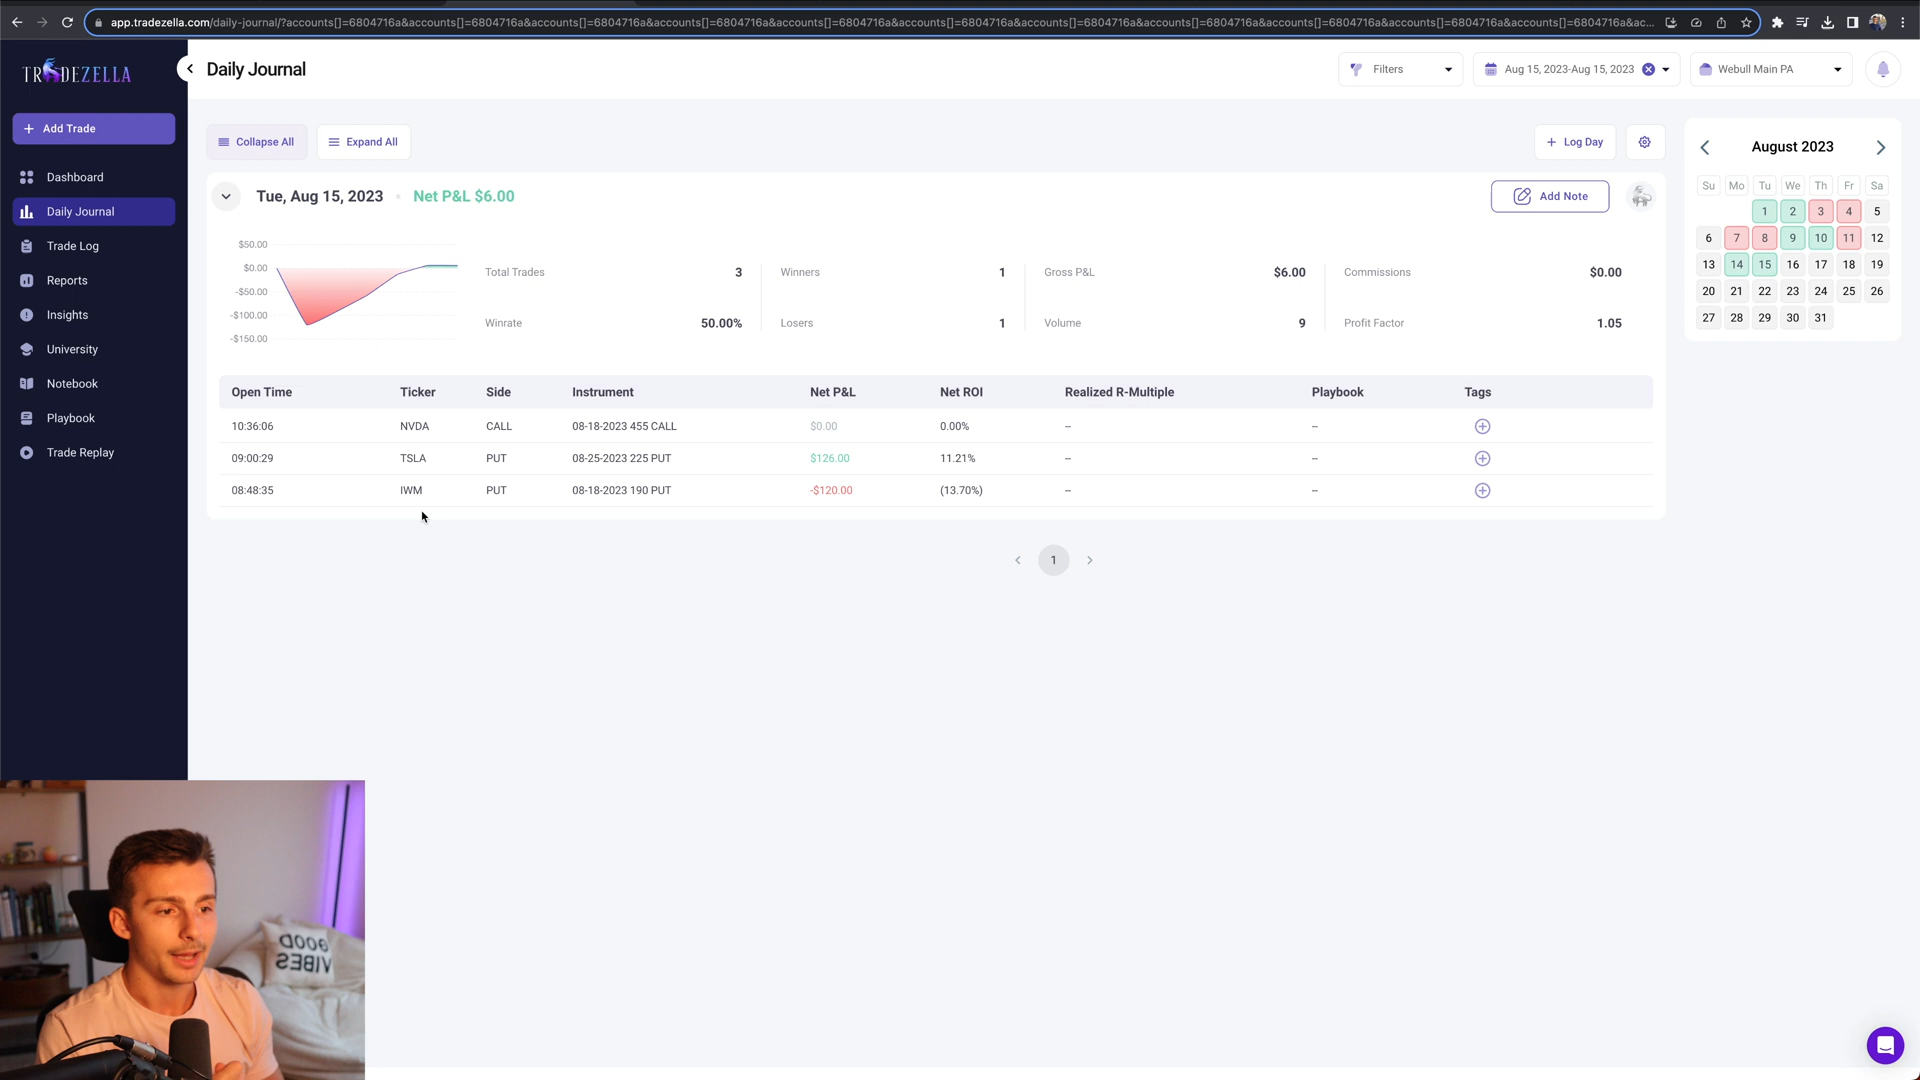 app.tradezella.com/daily-journal/?accounts[]=6804716a&accounts[]=6804716a&accounts[]=6804716a&accounts[]=6804716a&accounts[]=6804716a&accounts[]=6804716a&accounts[]=6804716a&accounts[]=6804716a&accounts[]=6804716a&accounts[]=6804716a&accounts[]=6804716a&accounts[]=6804716a&ac...
TRADEZELLA
Daily Journal
Filters
Aug 15, 2023-Aug 15, 2023
Webull Main PA
+ Add Trade
Dashboard
Daily Journal
Trade Log
Reports
Insights
University
Notebook
Playbook
Trade Replay
Collapse All
Expand All
+ Log Day
Tue, Aug 15, 2023 • Net P&L $6.00
Add Note
$50.00
$0.00
-$50.00
-$100.00
-$150.00
Total Trades 3
Winners 1
Gross P&L $6.00
Commissions $0.00
Winrate 50.00%
Losers 1
Volume 9
Profit Factor 1.05
Open Time Ticker Side Instrument Net P&L Net ROI Realized R-Multiple Playbook Tags
10:36:06 NVDA CALL 08-18-2023 455 CALL $0.00 0.00% -- --
09:00:29 TSLA PUT 08-25-2023 225 PUT $126.00 11.21% -- --
08:48:35 IWM PUT 08-18-2023 190 PUT -$120.00 (13.70%) -- --
1
August 2023
Su Mo Tu We Th Fr Sa
1 2 3 4 5
6 7 8 9 10 11 12
13 14 15 16 17 18 19
20 21 22 23 24 25 26
27 28 29 30 31
GOOD
VIBES